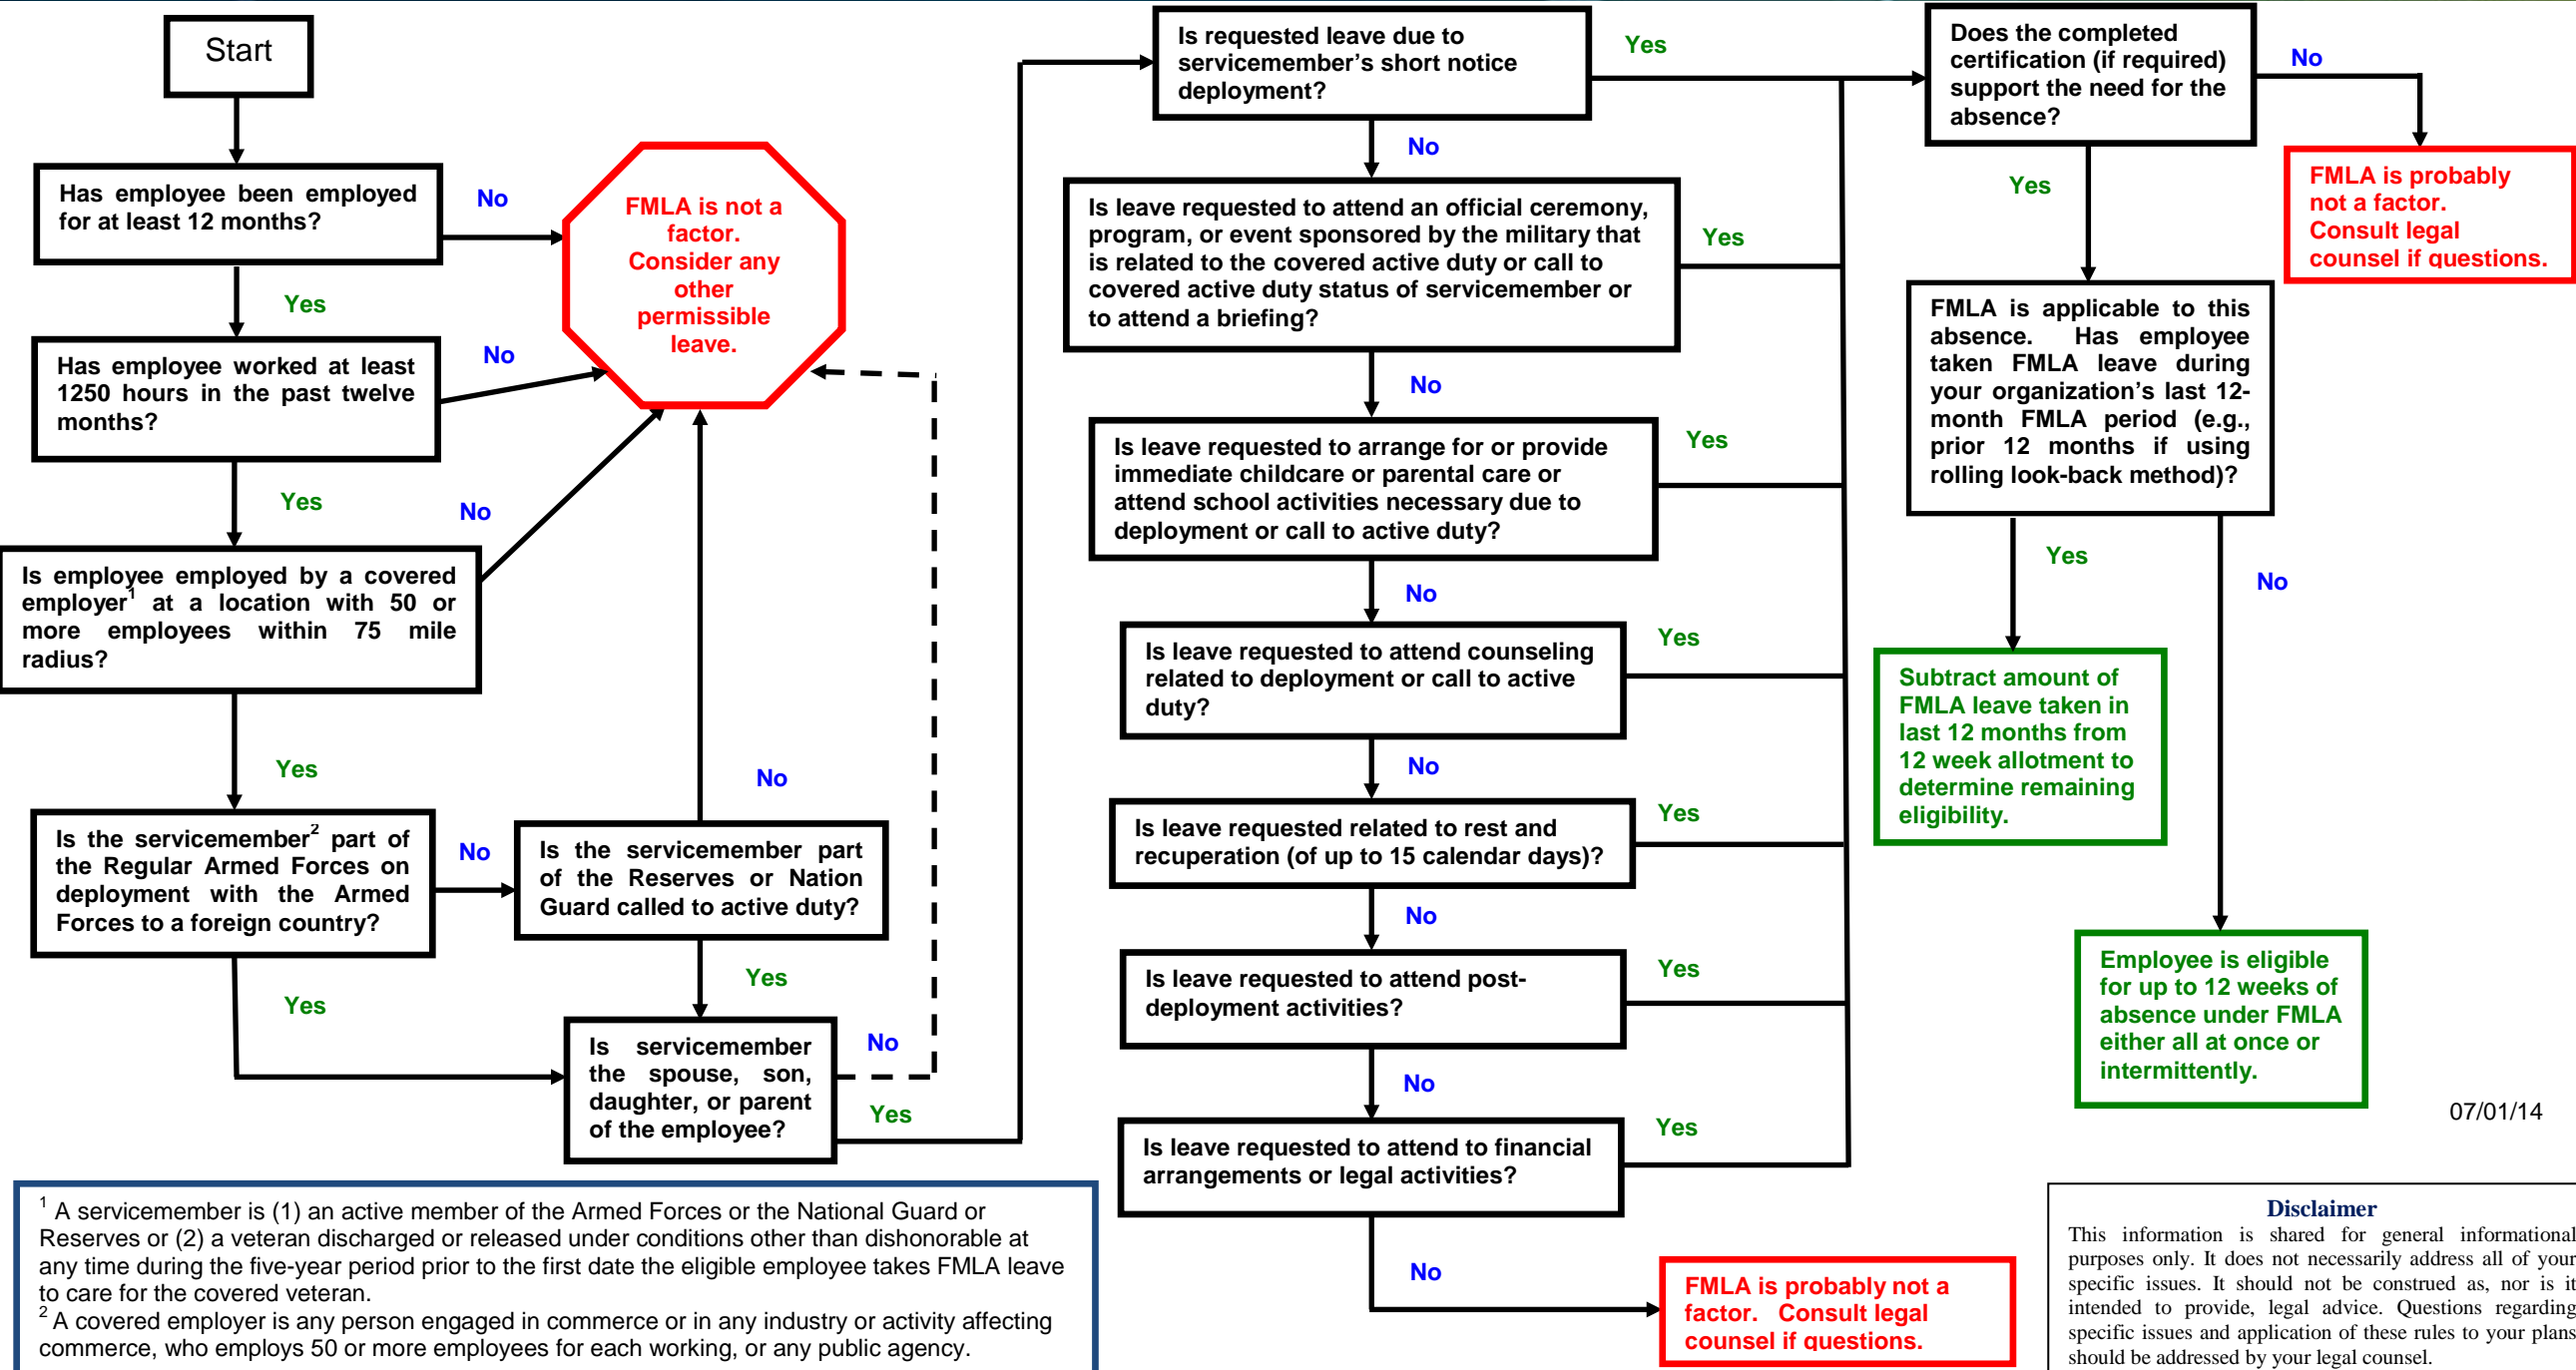 Start
Has employee been employed
for at least 12 months?
No
Yes
Has employee worked at least
1250 hours in the past twelve
months?
No
Yes
Is employee employed by a covered
employer¹ at a location with 50 or
more employees within 75 mile
radius?
No
Yes
FMLA is not a
factor.
Consider any
other
permissible
leave.
Is the servicemember² part of
the Regular Armed Forces on
deployment with the Armed
Forces to a foreign country?
No
Yes
Is the servicemember part
of the Reserves or Nation
Guard called to active duty?
No
Yes
Is servicemember
the spouse, son,
daughter, or parent
of the employee?
No
Yes
Is requested leave due to
servicemember's short notice
deployment?
Yes
No
Is leave requested to attend an official ceremony,
program, or event sponsored by the military that
is related to the covered active duty or call to
covered active duty status of servicemember or
to attend a briefing?
Yes
No
Is leave requested to arrange for or provide
immediate childcare or parental care or
attend school activities necessary due to
deployment or call to active duty?
Yes
No
Is leave requested to attend counseling
related to deployment or call to active
duty?
Yes
No
Is leave requested related to rest and
recuperation (of up to 15 calendar days)?
Yes
No
Is leave requested to attend post-
deployment activities?
Yes
No
Is leave requested to attend to financial
arrangements or legal activities?
Yes
No
FMLA is probably not a
factor. Consult legal
counsel if questions.
Does the completed
certification (if required)
support the need for the
absence?
No
Yes
FMLA is probably
not a factor.
Consult legal
counsel if questions.
FMLA is applicable to this
absence. Has employee
taken FMLA leave during
your organization's last 12-
month FMLA period (e.g.,
prior 12 months if using
rolling look-back method)?
Yes
No
Subtract amount of
FMLA leave taken in
last 12 months from
12 week allotment to
determine remaining
eligibility.
Employee is eligible
for up to 12 weeks of
absence under FMLA
either all at once or
intermittently.
07/01/14
¹ A servicemember is (1) an active member of the Armed Forces or the National Guard or
Reserves or (2) a veteran discharged or released under conditions other than dishonorable at
any time during the five-year period prior to the first date the eligible employee takes FMLA leave
to care for the covered veteran.
² A covered employer is any person engaged in commerce or in any industry or activity affecting
commerce, who employs 50 or more employees for each working, or any public agency.
Disclaimer
This information is shared for general informational
purposes only. It does not necessarily address all of your
specific issues. It should not be construed as, nor is it
intended to provide, legal advice. Questions regarding
specific issues and application of these rules to your plans
should be addressed by your legal counsel.